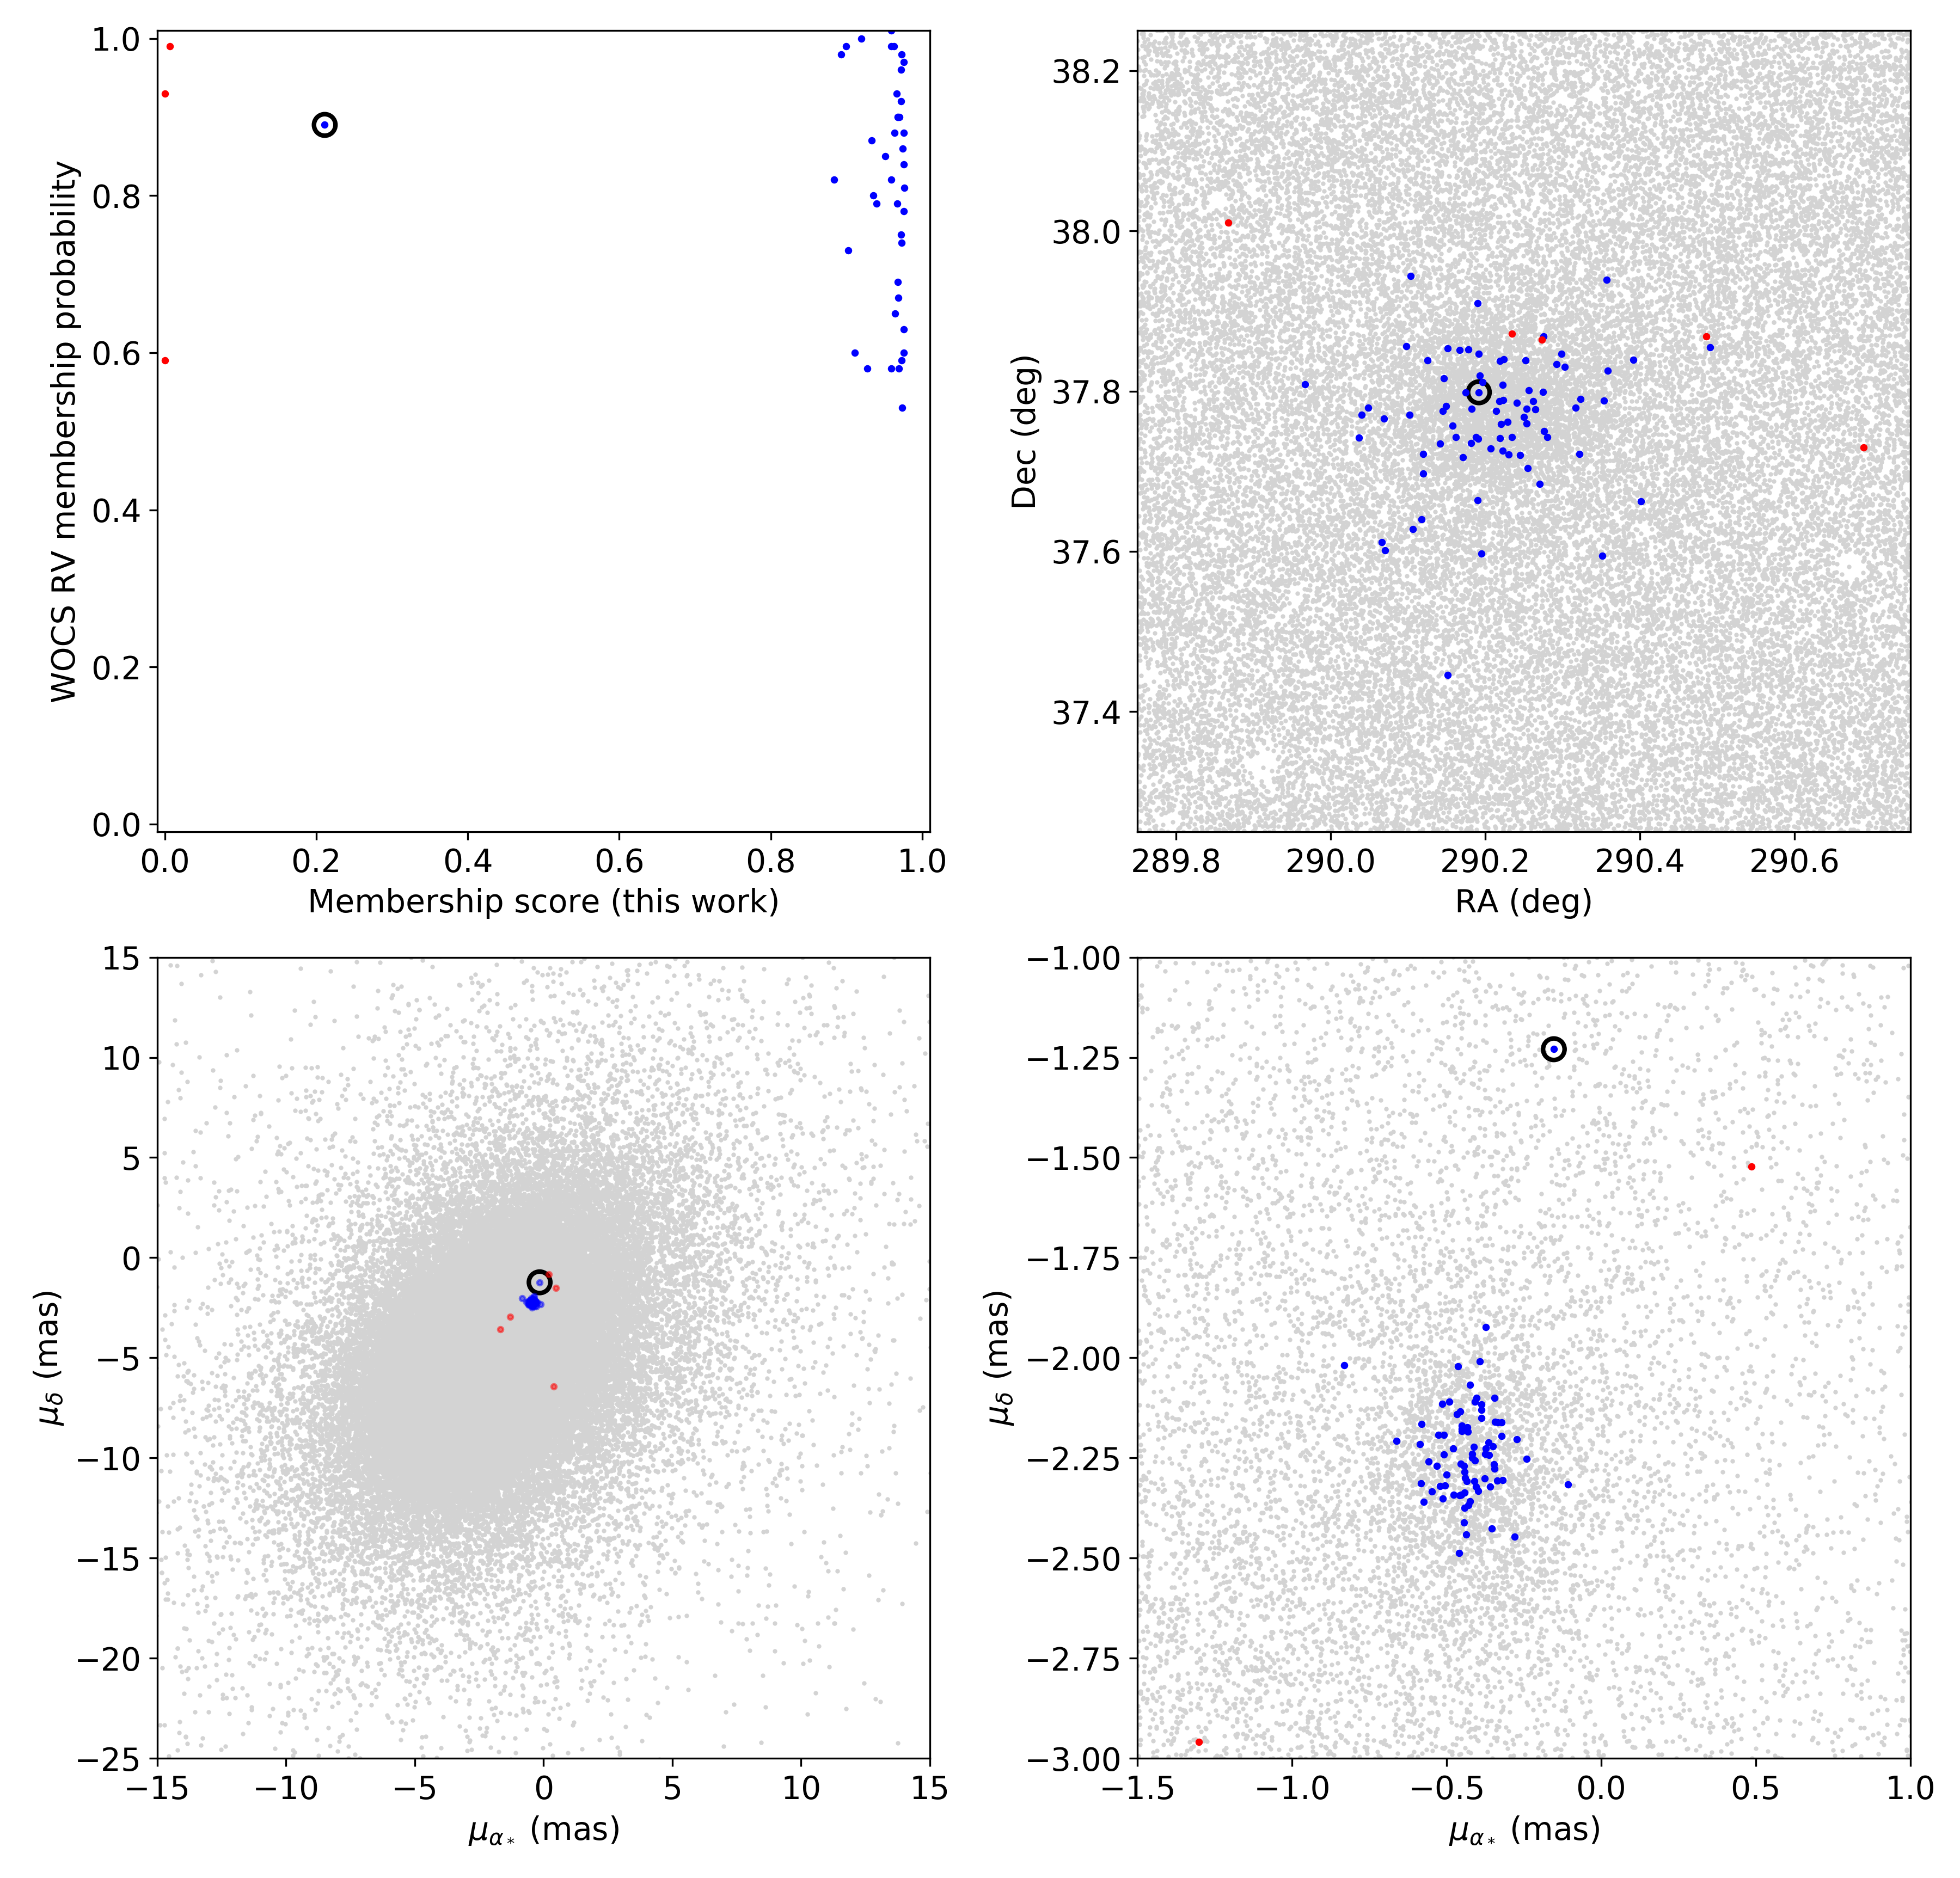 1.0
0.8
0.6
0.4
0.2
0.0
WOCS RV membership probability
0.0 0.2 0.4 0.6 0.8 1.0
Membership score (this work)
38.2
38.0
37.8
37.6
37.4
Dec (deg)
289.8 290.0 290.2 290.4 290.6
RA (deg)
15
10
5
0
−5
−10
−15
−20
−25
μδ (mas)
−15 −10 −5 0 5 10 15
μα* (mas)
−1.00
−1.25
−1.50
−1.75
−2.00
−2.25
−2.50
−2.75
−3.00
μδ (mas)
−1.5 −1.0 −0.5 0.0 0.5 1.0
μα* (mas)